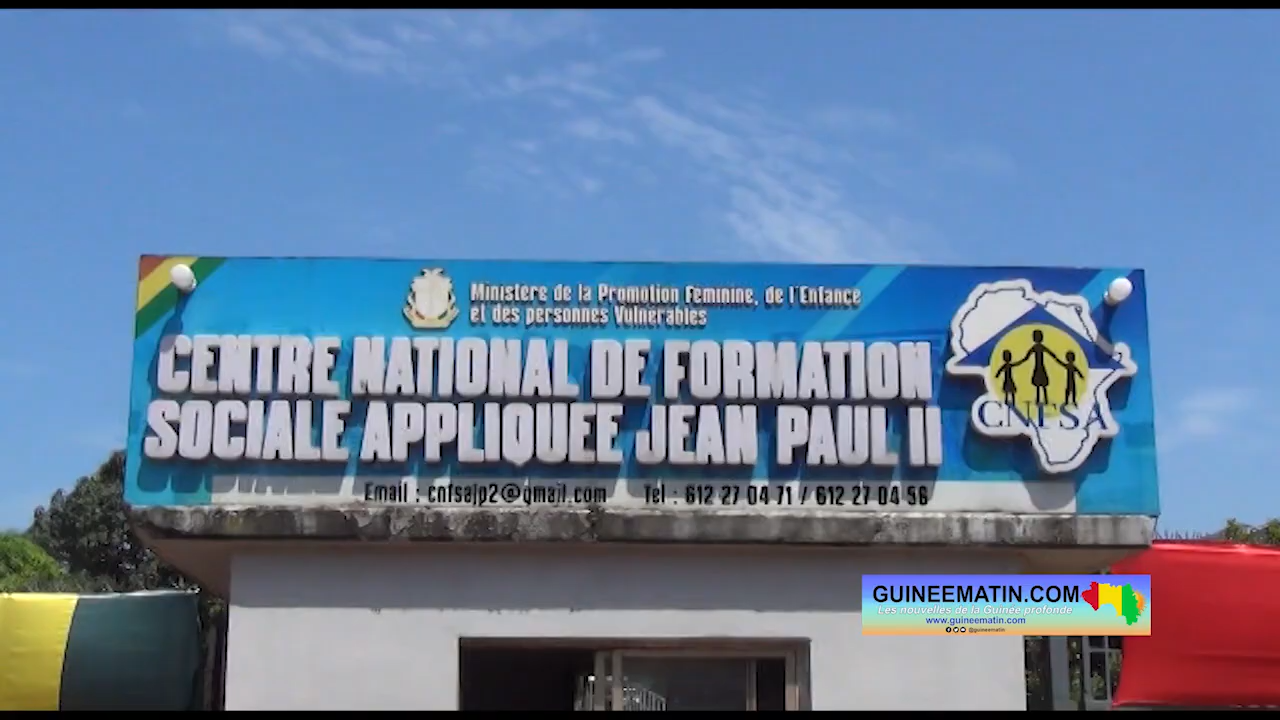 Ministere de la Promotion Feminine, de l'Enfance
et des personnes Vulnerables
CENTRE NATIONAL DE FORMATION
SOCIALE APPLIQUEE JEAN PAUL II
CNFSA
Email : cnfsajp2@gmail.com Tel : 612 27 04 71 / 612 27 04 56
GUINEEMATIN.COM
Les nouvelles de la Guinée profonde
www.guineematin.com
@guineematin